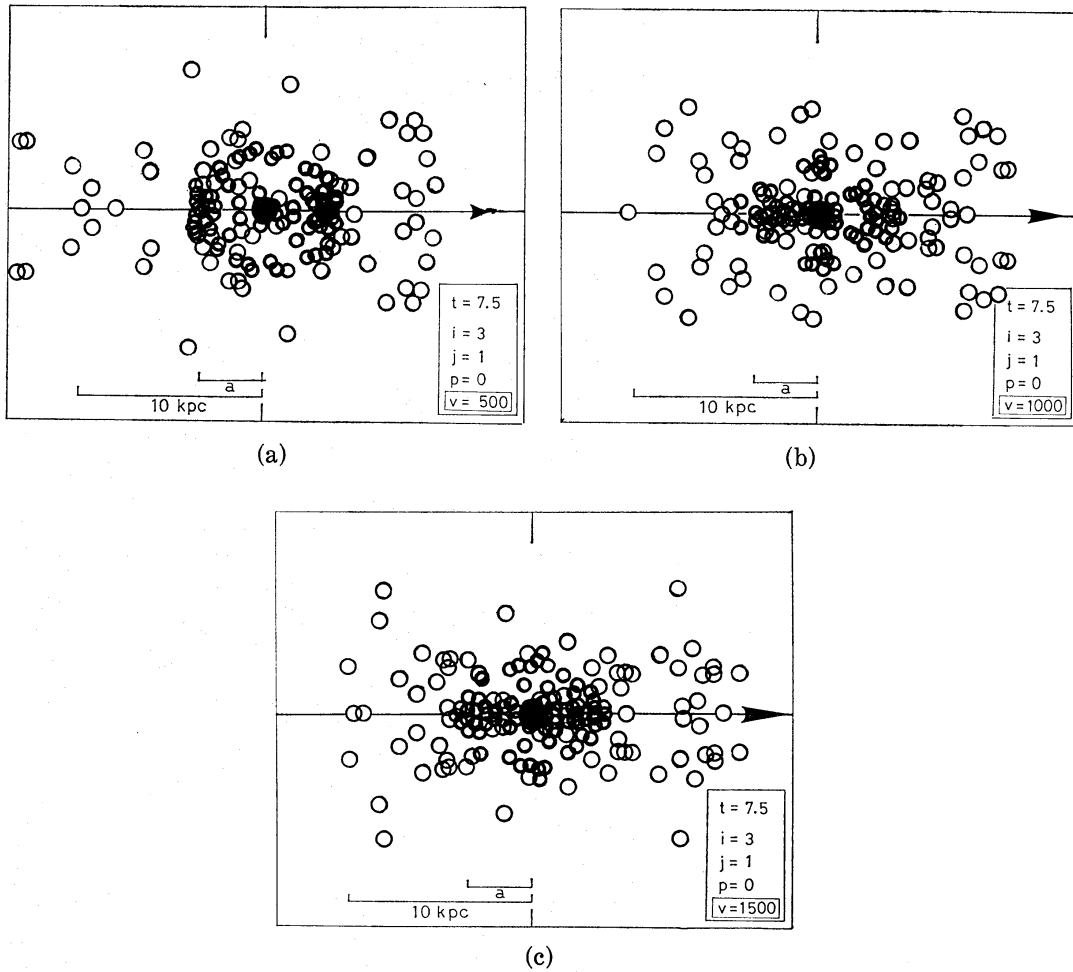 t = 7.5
i = 3
j = 1
p = 0
v = 500
a
10 kpc
(a)
t = 7.5
i = 3
j = 1
p = 0
v = 1000
a
10 kpc
(b)
t = 7.5
i = 3
j = 1
p = 0
v = 1500
a
10 kpc
(c)